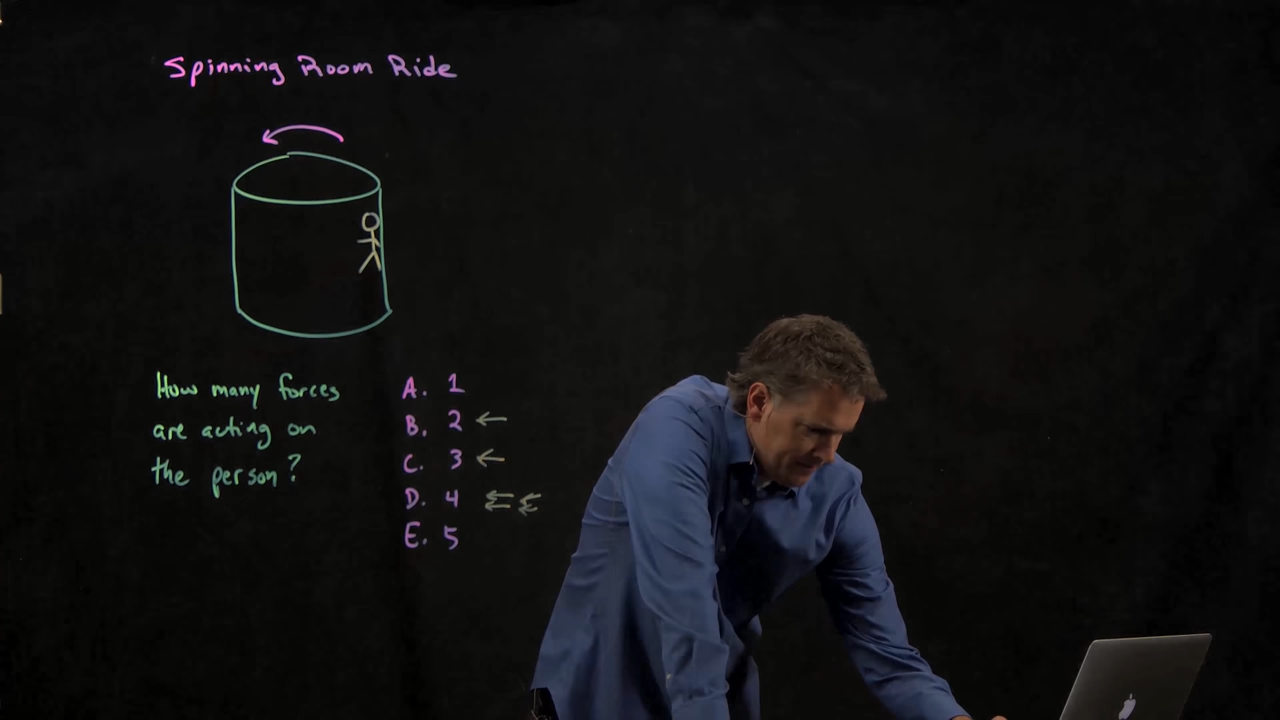 Spinning Room Ride
How many forces
are acting on
the person?
A. 1
B. 2 ←
C. 3 ←
D. 4
E. 5